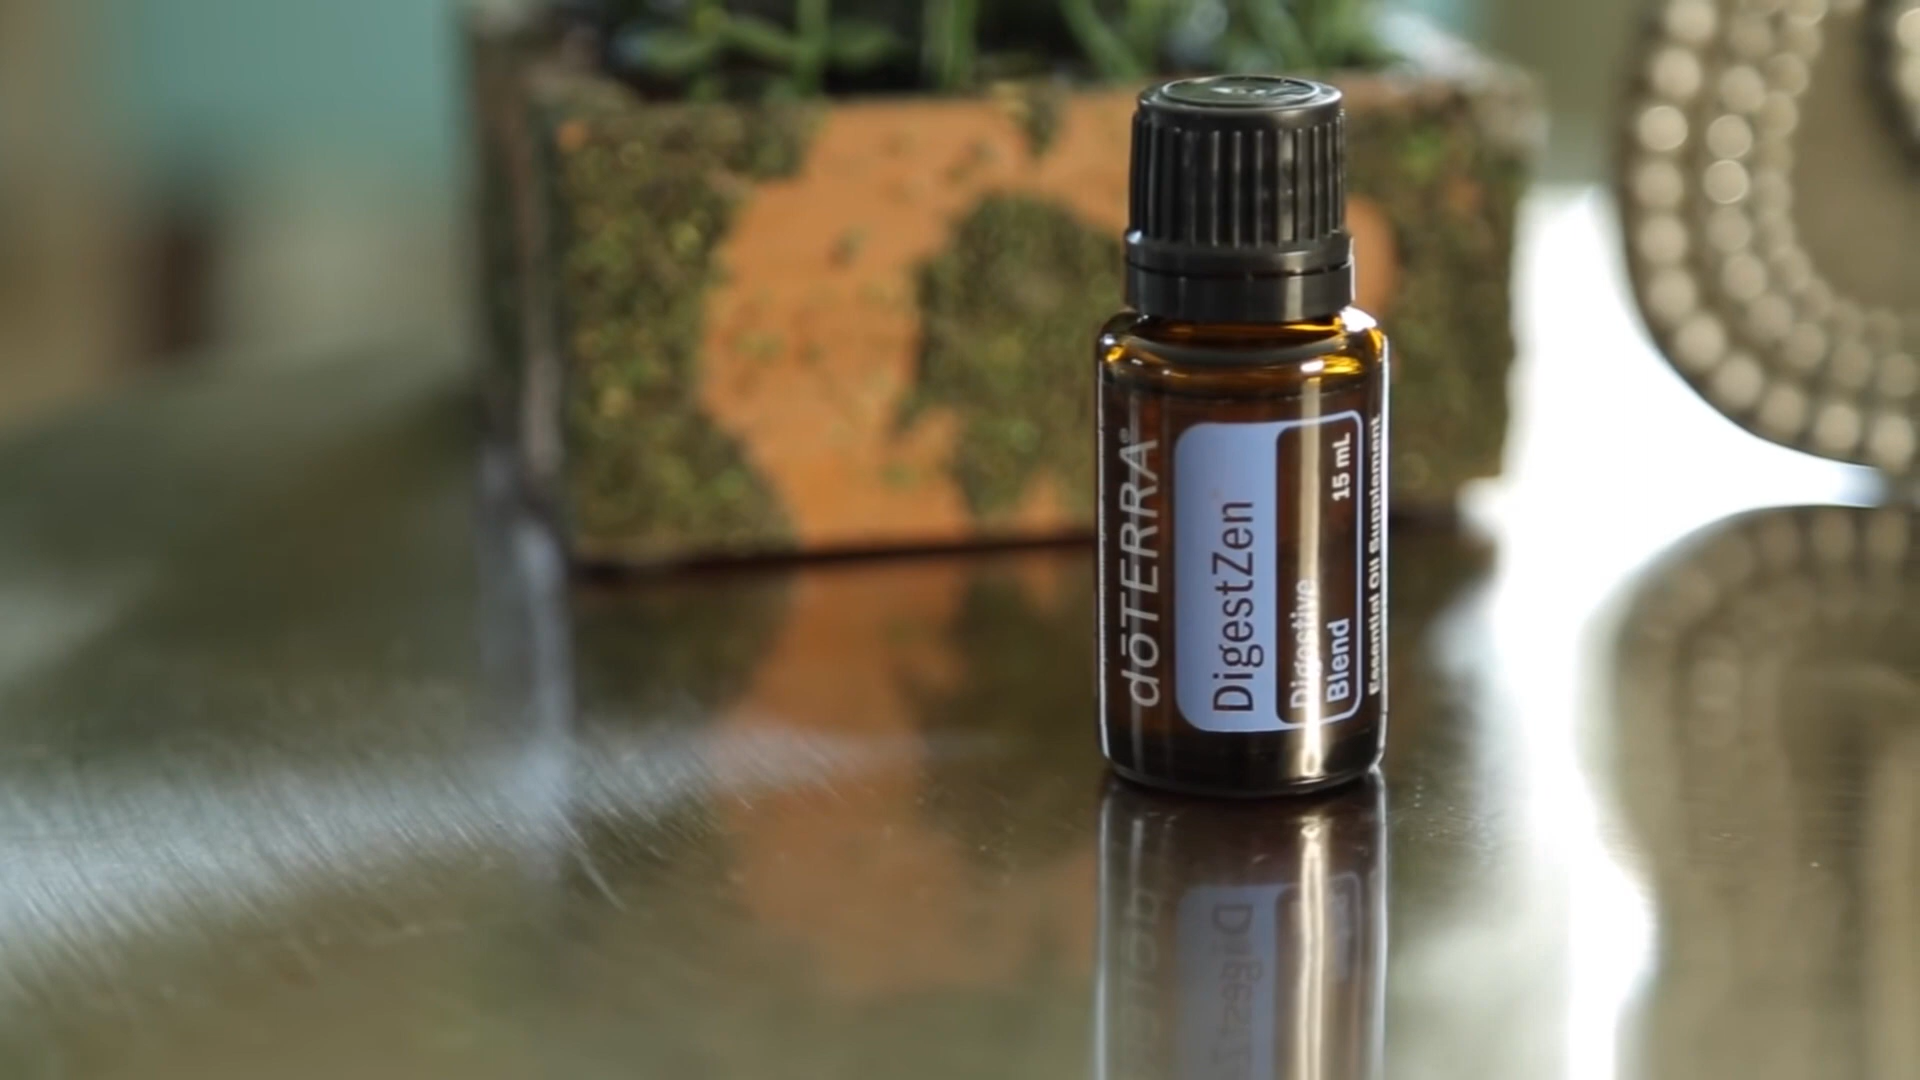 dōTERRA®
DigestZen
Digestive
Blend
15 mL
Essential Oil Supplement